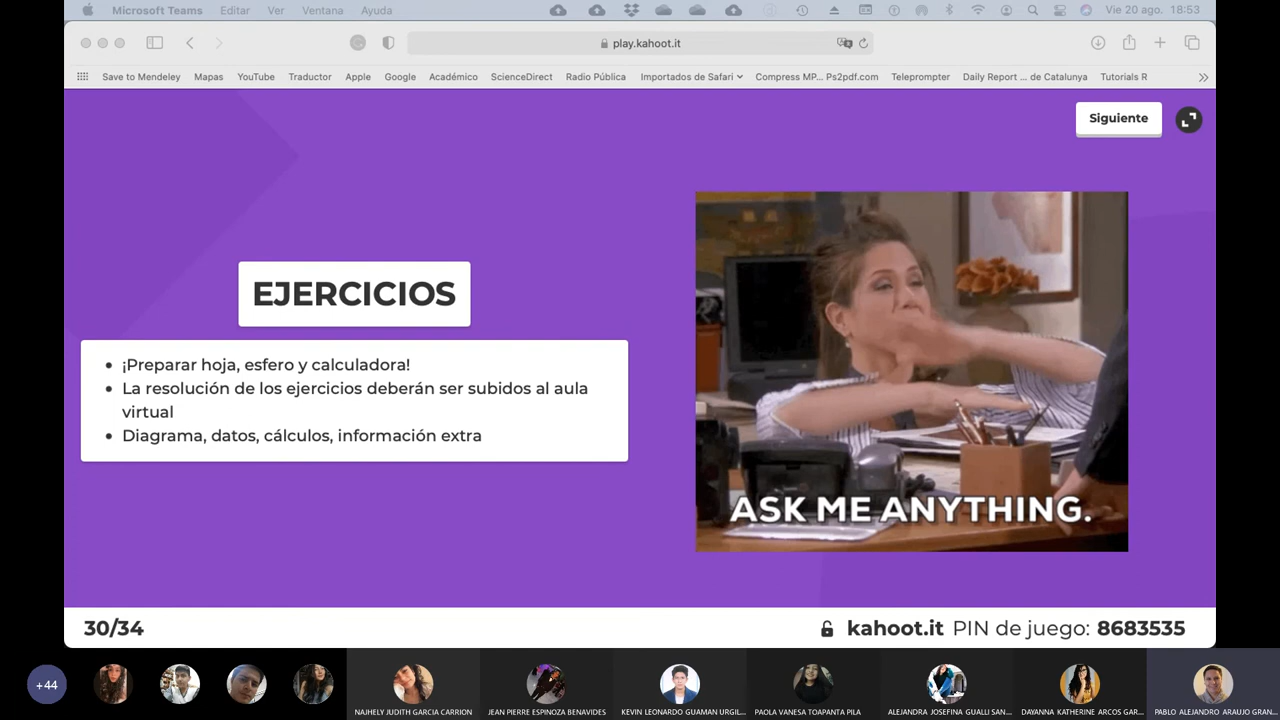 Microsoft Teams Editar Ver Ventana Ayuda Vie 20 ago. 18:53
play.kahoot.it
Save to Mendeley Mapas YouTube Traductor Apple Google Académico ScienceDirect Radio Pública Importados de Safari Compress MP... Ps2pdf.com Teleprompter Daily Report ... de Catalunya Tutorials R
Siguiente
EJERCICIOS
• ¡Preparar hoja, esfero y calculadora!
• La resolución de los ejercicios deberán ser subidos al aula
virtual
• Diagrama, datos, cálculos, información extra
ASK ME ANYTHING.
30/34 kahoot.it PIN de juego: 8683535
+44
NAJHELY JUDITH GARCIA CARRION JEAN PIERRE ESPINOZA BENAVIDES KEVIN LEONARDO GUAMAN URGIL... PAOLA VANESA TOAPANTA PILA ALEJANDRA JOSEFINA GUALLI SAN... DAYANNA KATHERINE ARCOS GAR... PABLO ALEJANDRO ARAUJO GRAN...